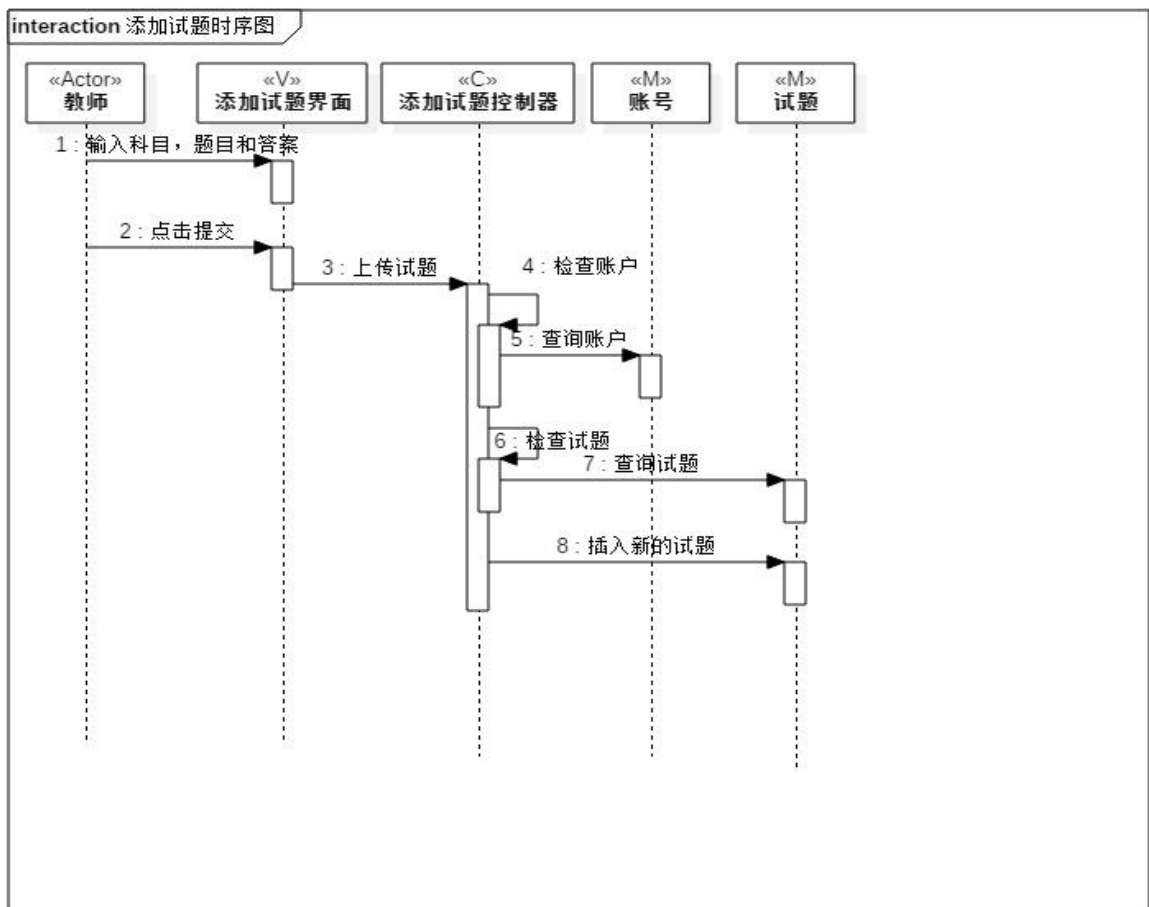 interaction 添加试题时序图
«Actor»
教师
«V»
添加试题界面
«C»
添加试题控制器
«M»
账号
«M»
试题
1 : 输入科目，题目和答案
2 : 点击提交
3 : 上传试题
4 : 检查账户
5 : 查询账户
6 : 检查试题
7 : 查询试题
8 : 插入新的试题